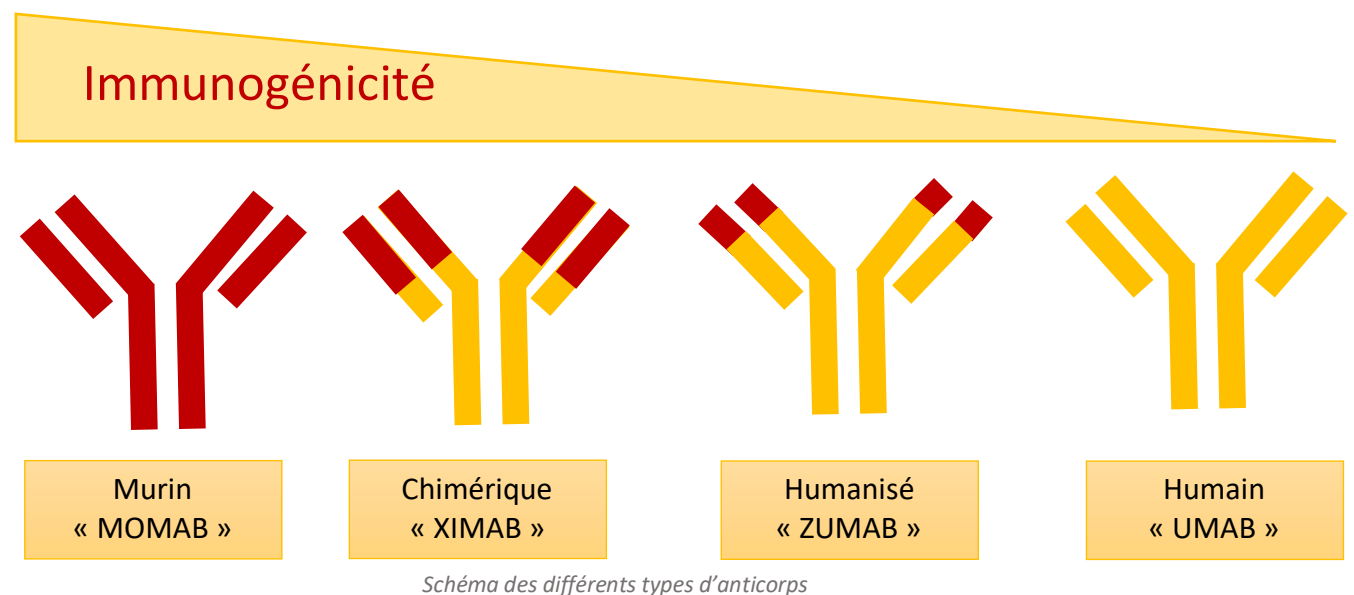 Immunogénicité
Murin
« MOMAB »
Chimérique
« XIMAB »
Humanisé
« ZUMAB »
Humain
« UMAB »
Schéma des différents types d’anticorps